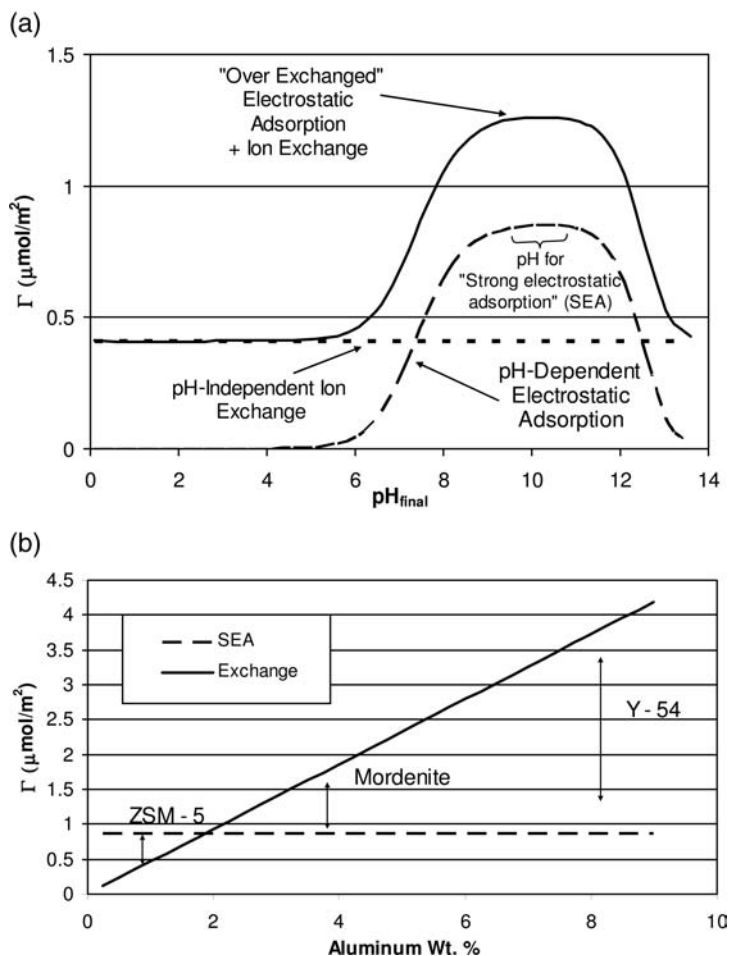 (a)
1.5
"Over Exchanged"
Electrostatic
Adsorption
+ Ion Exchange
1
Γ (μmol/m²)
pH for
"Strong electrostatic
adsorption" (SEA)
0.5
pH-Independent Ion
Exchange
pH-Dependent
Electrostatic
Adsorption
0
0 2 4 6 8 10 12 14
pHfinal
(b)
4.5
4
3.5
3
2.5
2
1.5
1
0.5
0
Γ (μmol/m²)
SEA
Exchange
Y - 54
Mordenite
ZSM - 5
0 2 4 6 8 10
Aluminum Wt. %